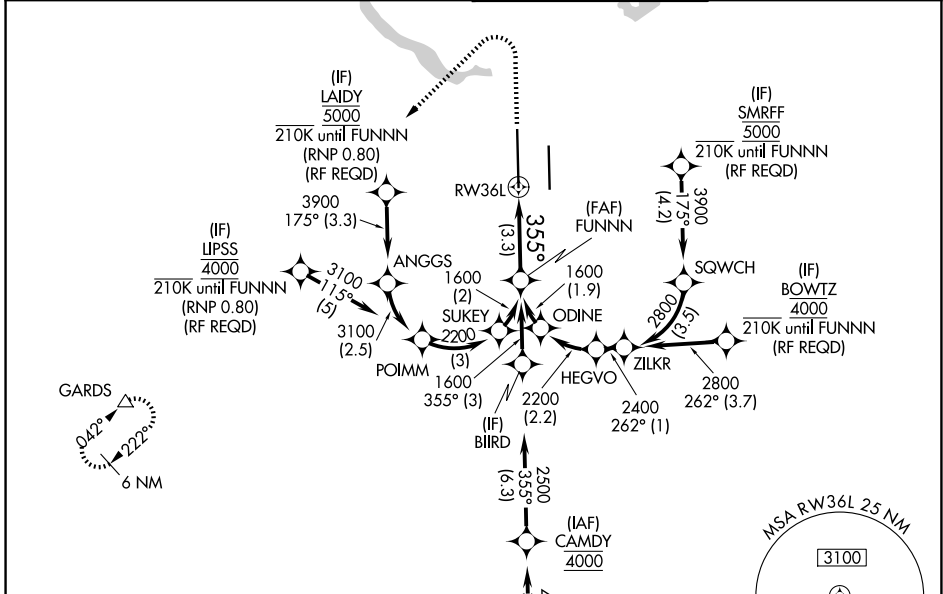 (IF)
LAIDY
5000
210K until FUNNN
(RNP 0.80)
(RF REQD)
(IF)
SMRFF
5000
210K until FUNNN
(RF REQD)
RW36L
3900
175° (3.3)
355°
(3.3)
(FAF)
FUNNN
3900
175°
(4.2)
(IF)
LIPSS
4000
210K until FUNNN
(RNP 0.80)
(RF REQD)
3100
115°
(5)
ANGGS
1600
(2)
1600
(1.9)
SQWCH
(IF)
BOWTZ
4000
210K until FUNNN
(RF REQD)
3100
(2.5)
SUKEY
ODINE
2800
(3.5)
2200
(3)
POIMM
1600
355° (3)
(IF)
BIIRD
2200
(2.2)
HEGVO
ZILKR
2400
262° (1)
2800
262° (3.7)
GARDS
042°
222°
6 NM
2500
355°
(6.3)
(IAF)
CAMDY
4000
MSA RW36L 25 NM
3100